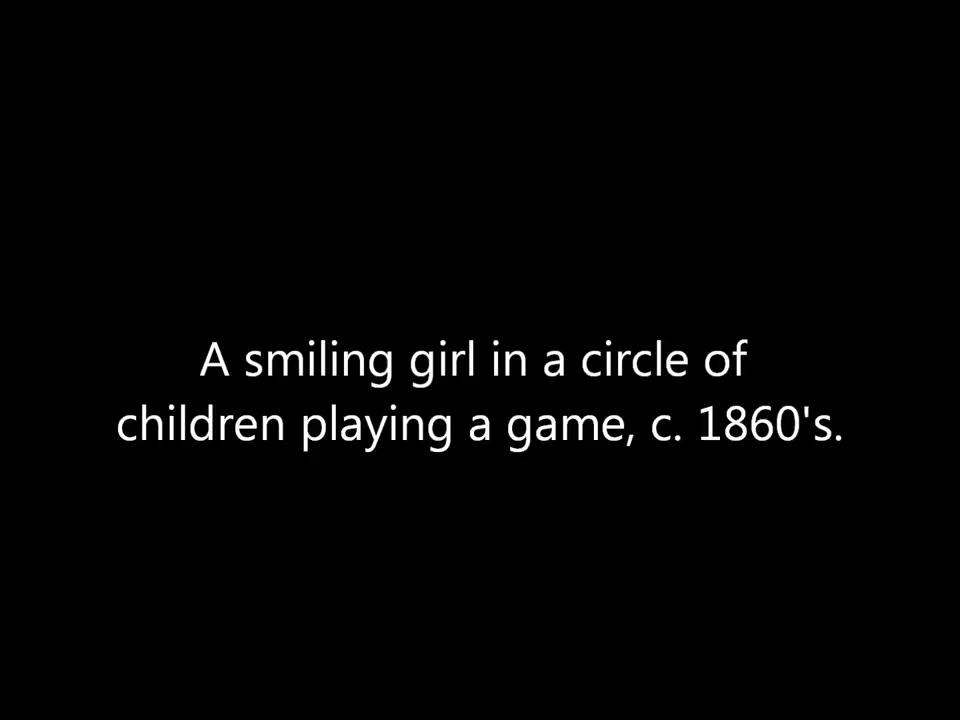 A smiling girl in a circle of
children playing a game, c. 1860's.